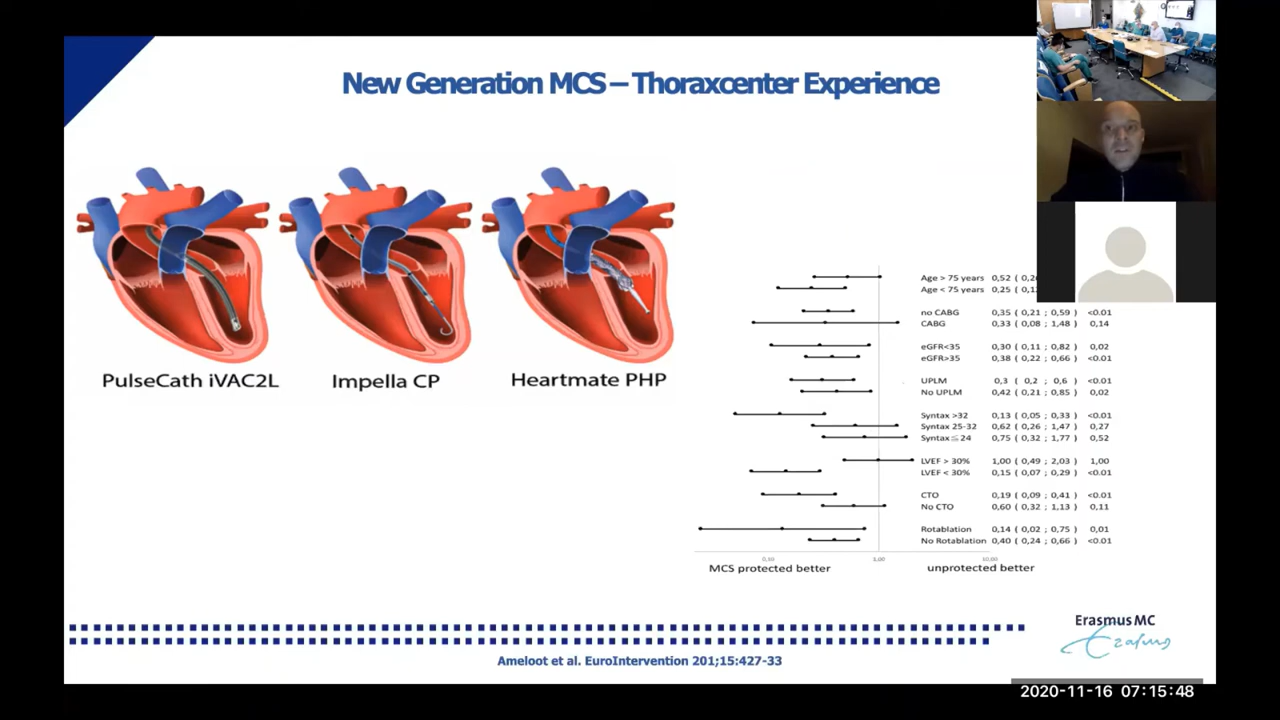 New Generation MCS – Thoraxcenter Experience
PulseCath iVAC2L
Impella CP
Heartmate PHP
Age > 75 years 0,52
Age < 75 years 0,25
no CABG 0,35 ( 0,21 ; 0,59 ) <0.01
CABG 0,33 ( 0,08 ; 1,48 ) 0,14
eGFR<35 0,30 ( 0,11 ; 0,82 ) 0,02
eGFR>35 0,38 ( 0,22 ; 0,66 ) <0.01
UPLM 0,3 ( 0,2 ; 0,6 ) <0.01
No UPLM 0,42 ( 0,21 ; 0,85 ) 0,02
Syntax >32 0,13 ( 0,05 ; 0,33 ) <0.01
Syntax 25-32 0,62 ( 0,26 ; 1,47 ) 0,27
Syntax ≤ 24 0,75 ( 0,32 ; 1,77 ) 0,52
LVEF > 30% 1,00 ( 0,49 ; 2,03 ) 1,00
LVEF < 30% 0,15 ( 0,07 ; 0,29 ) <0.01
CTO 0,19 ( 0,09 ; 0,41 ) <0.01
No CTO 0,60 ( 0,32 ; 1,13 ) 0,11
Rotablation 0,14 ( 0,02 ; 0,75 ) 0,01
No Rotablation 0,40 ( 0,24 ; 0,66 ) <0.01
0,10 1,00 10,00
MCS protected better unprotected better
Erasmus MC
Erasmus
Ameloot et al. EuroIntervention 201;15:427-33
2020-11-16 07:15:48